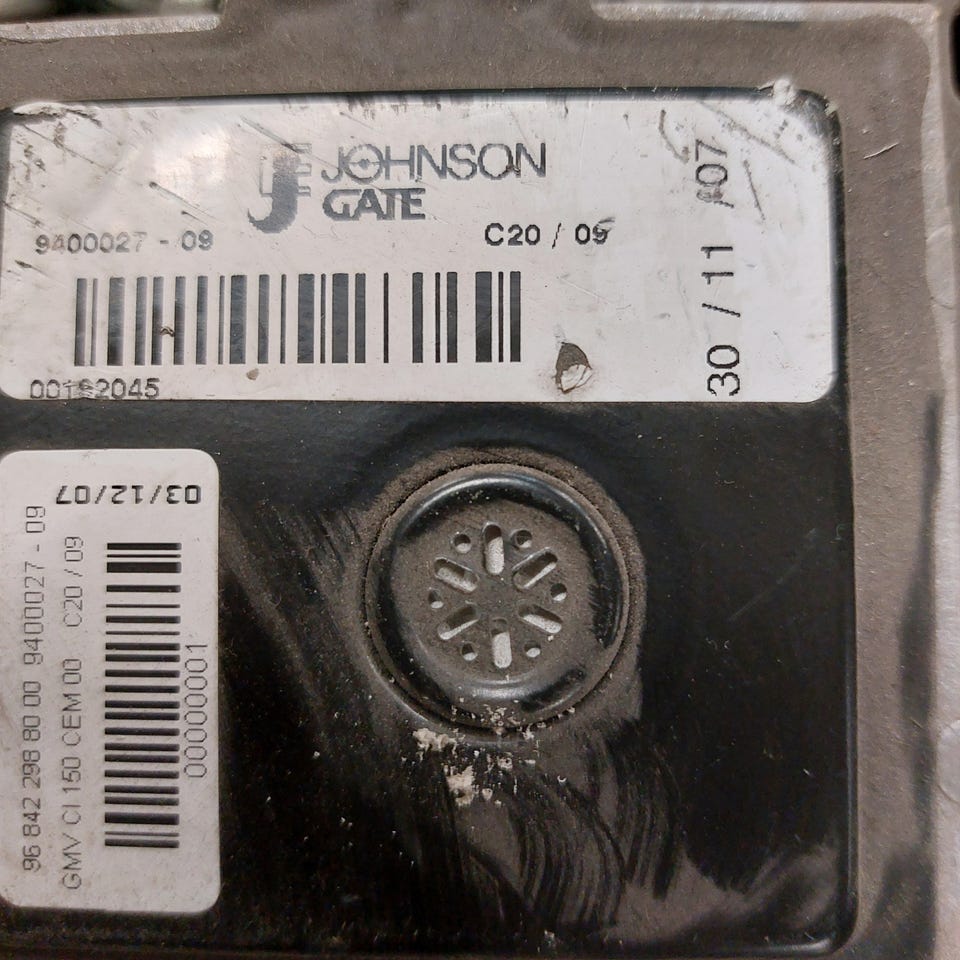 JOHNSON
GATE
9400027 - 09
C20 / 09
30 / 11 /07
03/12/07
96 842 298 80 00 9400027 - 09
GMV CI 150 CEM 00 C20 / 09
00000001